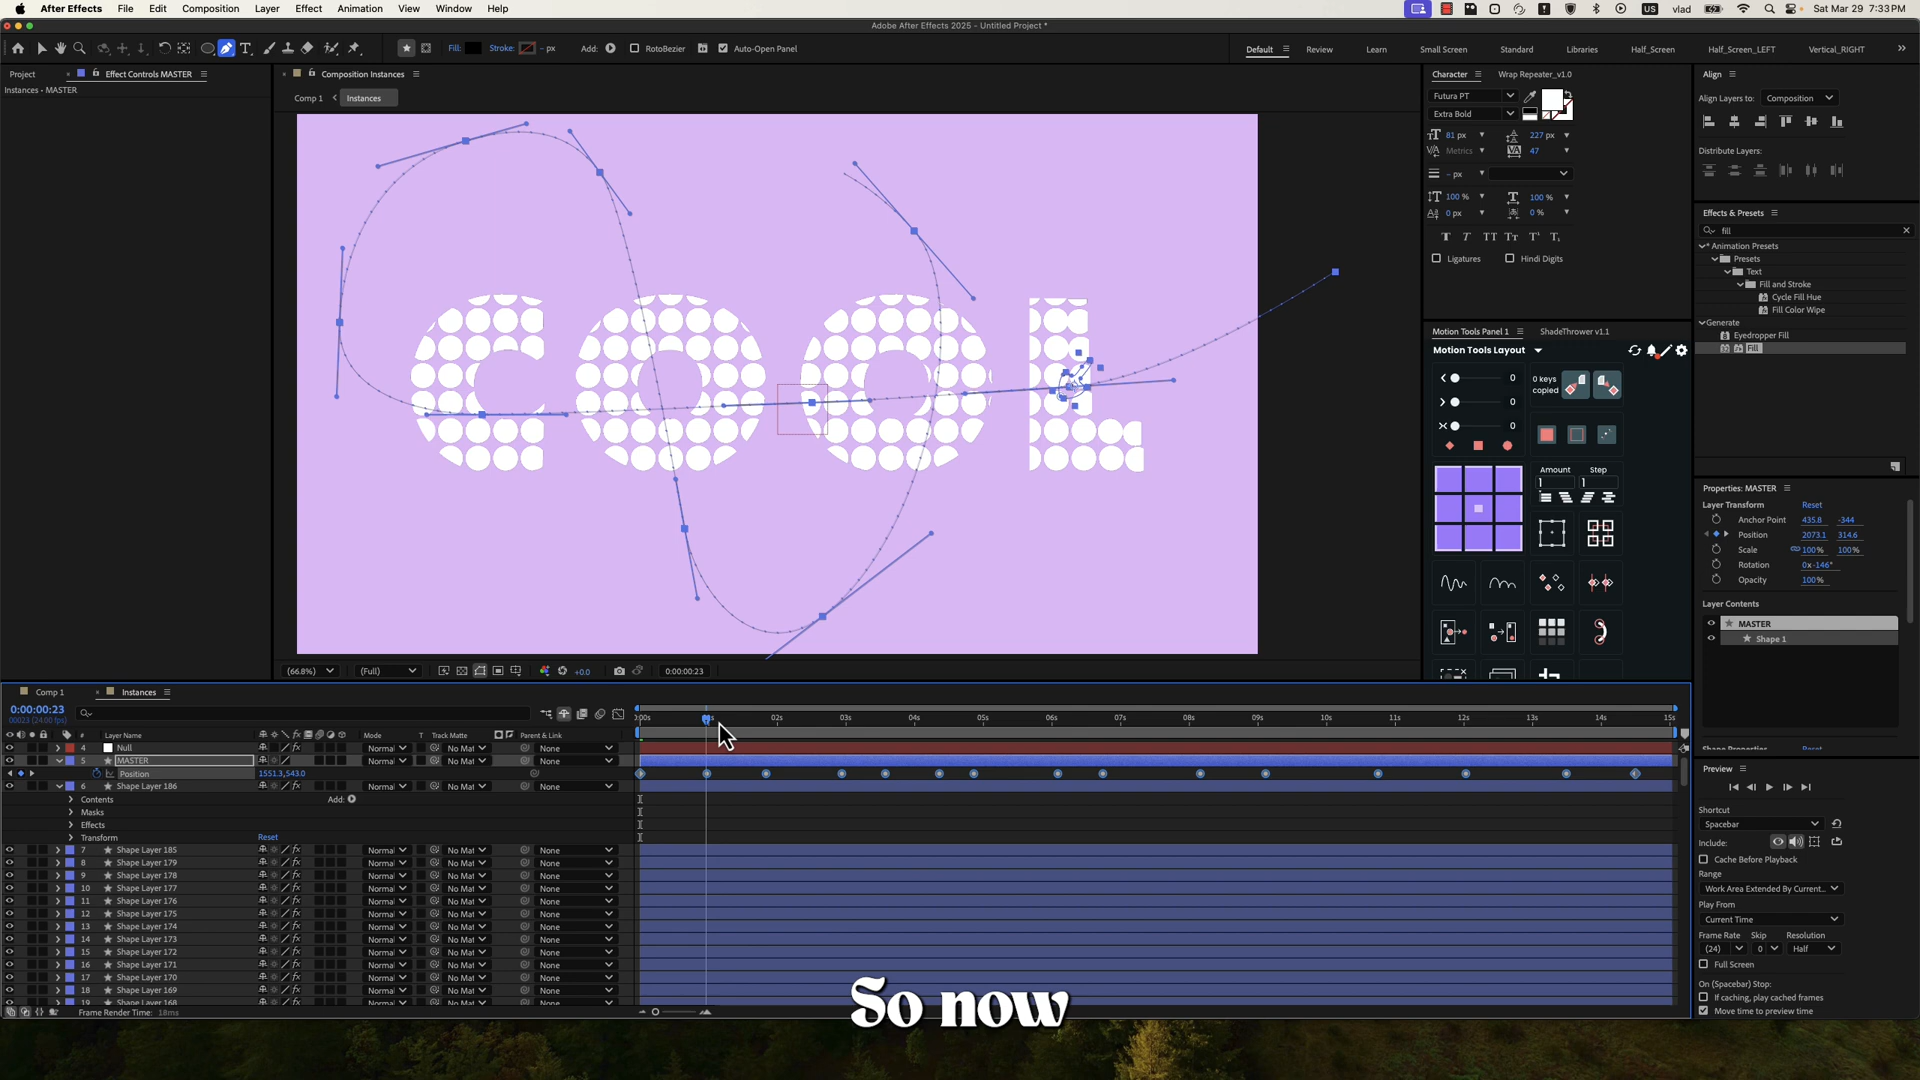 After Effects File Edit Composition Layer Effect Animation View Window Help
US vlad Sat Mar 29 7:33PM
Adobe After Effects 2025 - Untitled Project *
Fill: Stroke: - px Add: RotoBezier Auto-Open Panel
Default Review Learn Small Screen Standard Libraries Half_Screen Half_Screen_LEFT Vertical_RIGHT
Project Effect Controls MASTER
Instances - MASTER
Composition Instances
Comp 1 Instances
COOL
(66.8%) (Full) +0.0 0:00:00:23
Character Wrap Repeater_v1.0
Futura PT
Extra Bold
81 px 227 px
Metrics 47
- px
100 % 100 %
0 px 0 %
Ligatures Hindi Digits
Motion Tools Panel 1 ShadeThrower v1.1
Motion Tools Layout
0 0 keys copied
0
0
Amount Step
1 1
Align
Align Layers to: Composition
Distribute Layers:
Effects & Presets
fill
* Animation Presets
Presets
Text
Fill and Stroke
Cycle Fill Hue
Fill Color Wipe
Generate
Eyedropper Fill
Fill
Properties: MASTER
Layer Transform Reset
Anchor Point 435.8 -344
Position 2073.1 314.6
Scale 100% 100%
Rotation 0x-146°
Opacity 100%
Layer Contents
MASTER
Shape 1
Shape Properties Reset
Preview
Shortcut
Spacebar
Include:
Cache Before Playback
Range
Work Area Extended By Current...
Play From
Current Time
Frame Rate Skip Resolution
(24) 0 Half
Full Screen
On (Spacebar) Stop:
If caching, play cached frames
Move time to preview time
Comp 1 Instances
0:00:00:23
00023 (24.00 fps)
# Layer Name Mode T Track Matte Parent & Link
02s 03s 04s 05s 06s 07s 08s 09s 10s 11s 12s 13s 14s 15s
4 Null Normal No Mat None
5 MASTER Normal No Mat None
Position 1551.3,543.0
6 Shape Layer 186 Normal No Mat None
Contents Add:
Masks
Effects
Transform Reset
7 Shape Layer 185 Normal No Mat None
8 Shape Layer 179 Normal No Mat None
9 Shape Layer 178 Normal No Mat None
10 Shape Layer 177 Normal No Mat None
11 Shape Layer 176 Normal No Mat None
12 Shape Layer 175 Normal No Mat None
13 Shape Layer 174 Normal No Mat None
14 Shape Layer 173 Normal No Mat None
15 Shape Layer 172 Normal No Mat None
16 Shape Layer 171 Normal No Mat None
17 Shape Layer 170 Normal No Mat None
18 Shape Layer 169 Normal No Mat None
19 Shape Layer 168 Normal No Mat None
Frame Render Time: 18ms
So now